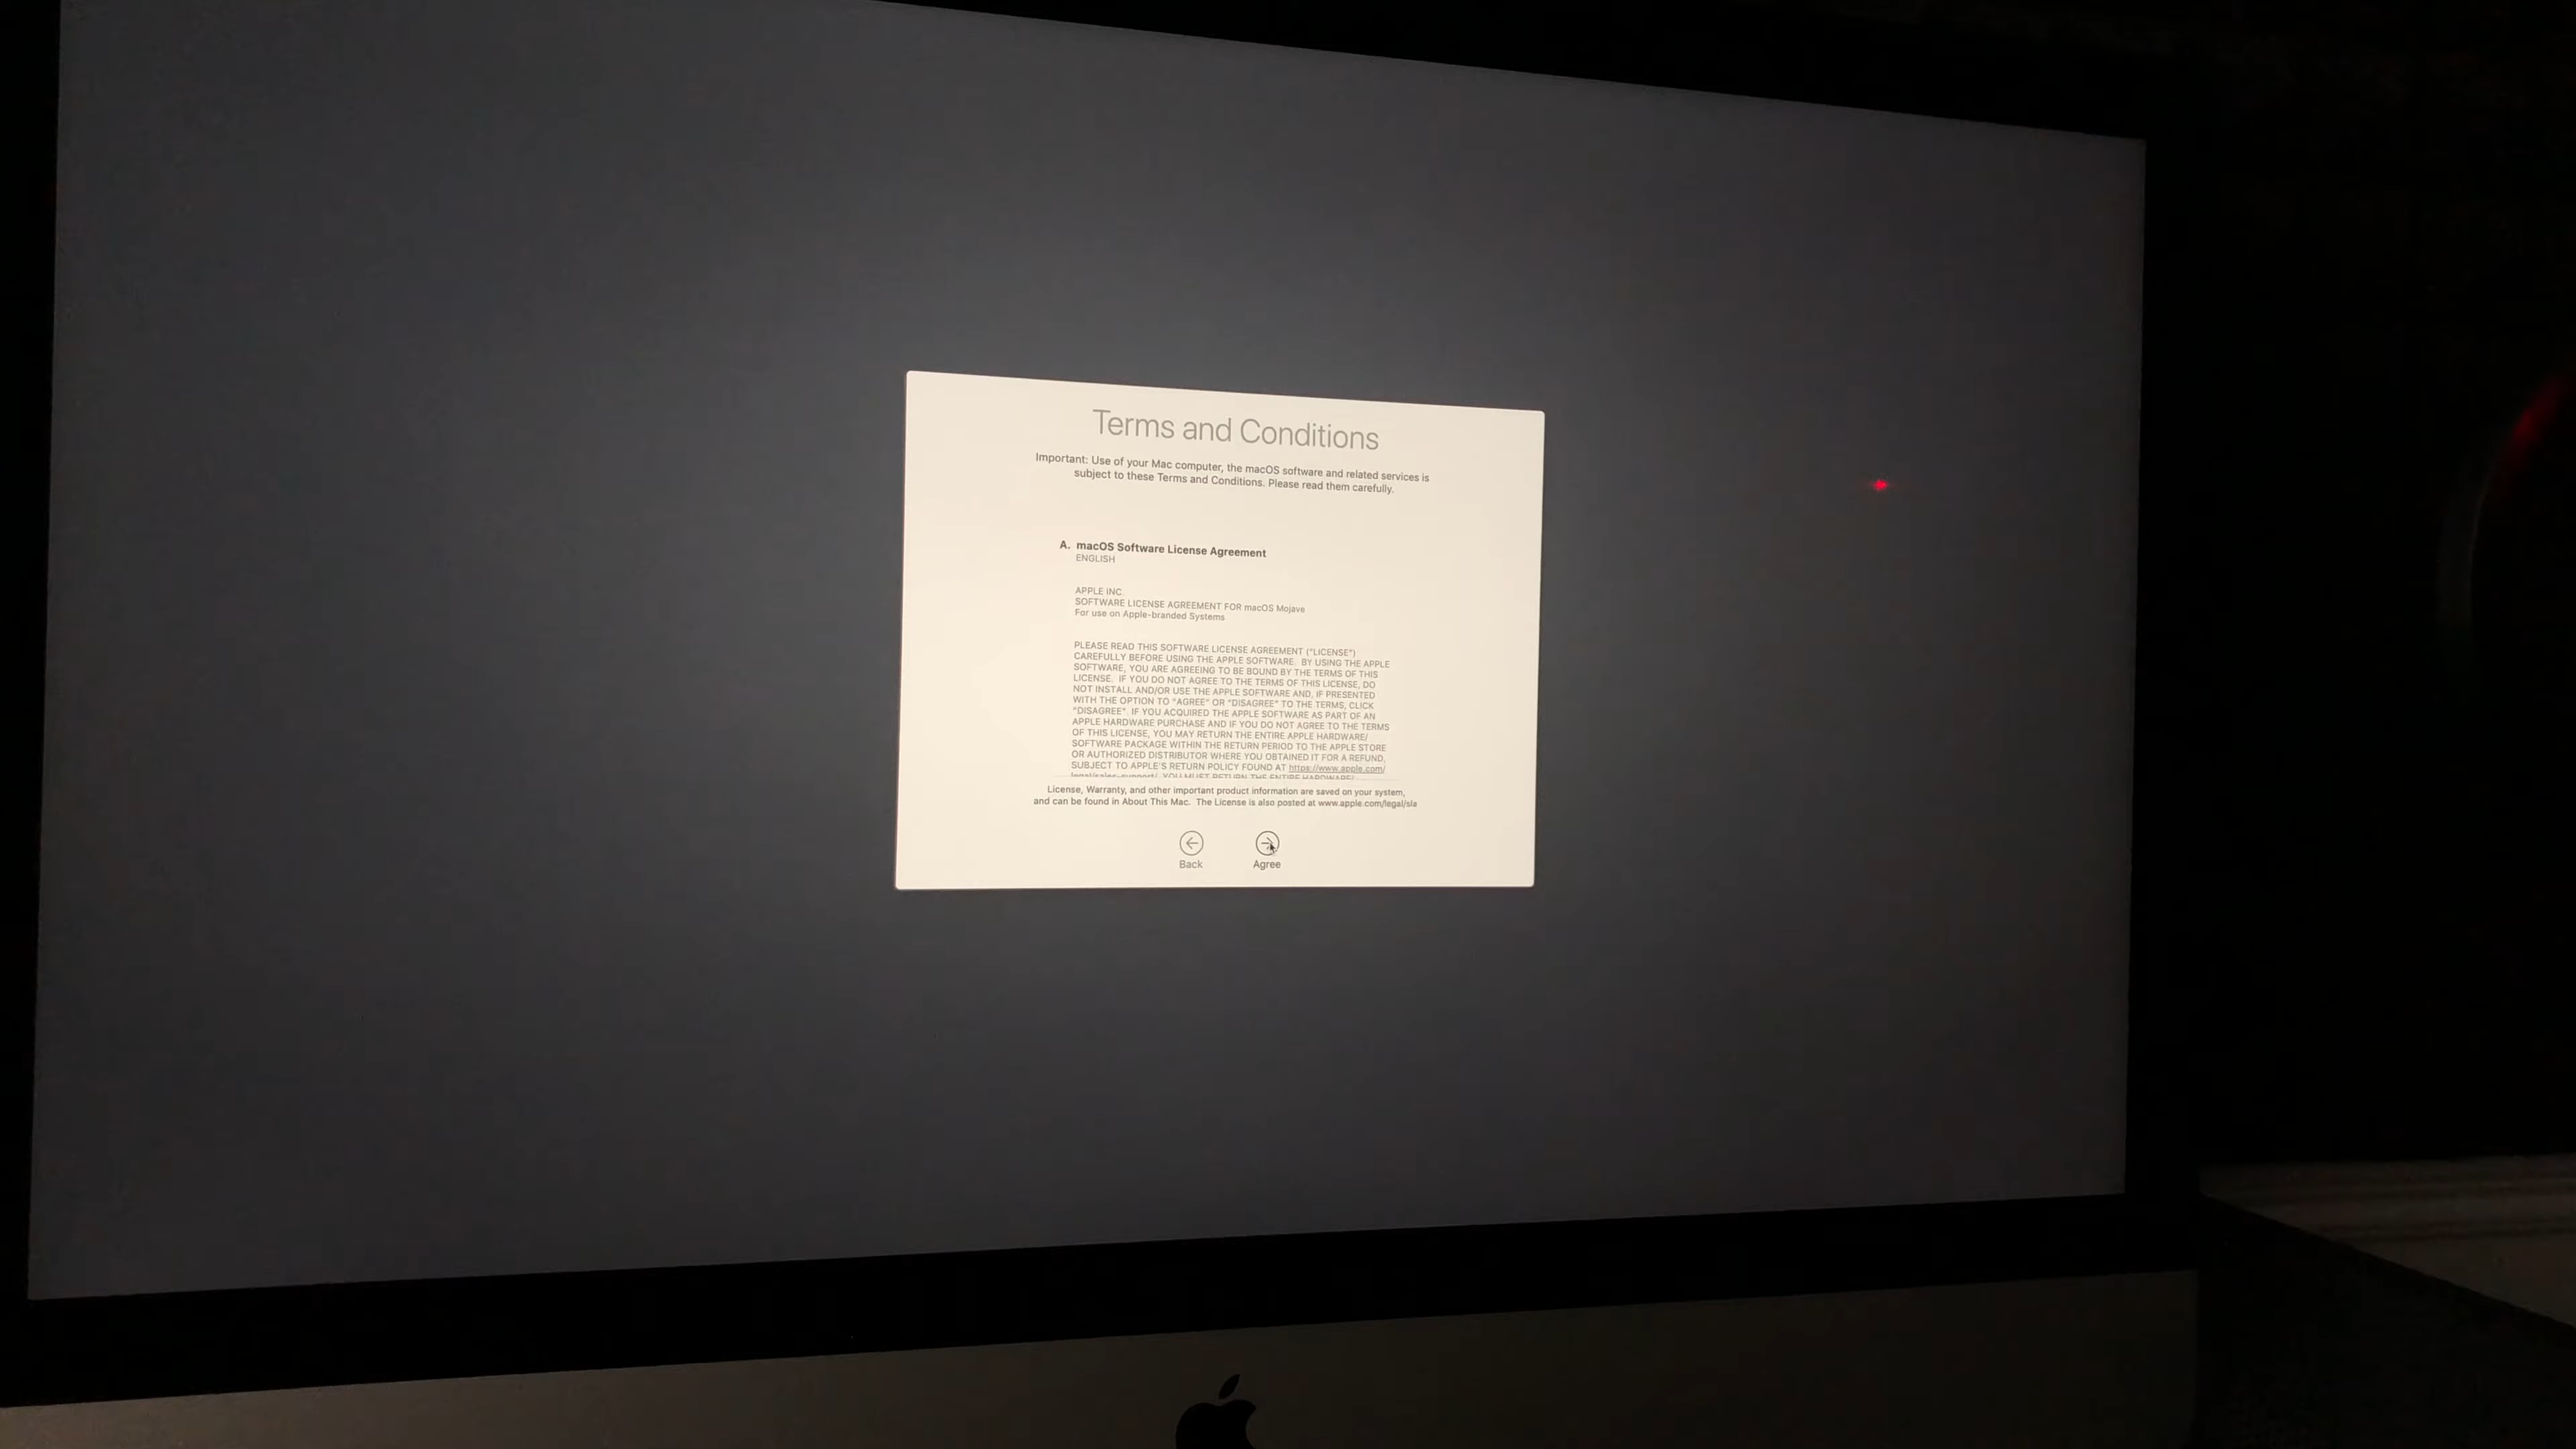 Terms and Conditions
Important: Use of your Mac computer, the macOS software and related services is
subject to these Terms and Conditions. Please read them carefully.
A. macOS Software License Agreement
ENGLISH
APPLE INC.
SOFTWARE LICENSE AGREEMENT FOR macOS Mojave
For use on Apple-branded Systems
PLEASE READ THIS SOFTWARE LICENSE AGREEMENT ("LICENSE")
CAREFULLY BEFORE USING THE APPLE SOFTWARE. BY USING THE APPLE
SOFTWARE, YOU ARE AGREEING TO BE BOUND BY THE TERMS OF THIS
LICENSE. IF YOU DO NOT AGREE TO THE TERMS OF THIS LICENSE, DO
NOT INSTALL AND/OR USE THE APPLE SOFTWARE AND, IF PRESENTED
WITH THE OPTION TO "AGREE" OR "DISAGREE" TO THE TERMS, CLICK
"DISAGREE". IF YOU ACQUIRED THE APPLE SOFTWARE AS PART OF AN
APPLE HARDWARE PURCHASE AND IF YOU DO NOT AGREE TO THE TERMS
OF THIS LICENSE, YOU MAY RETURN THE ENTIRE APPLE HARDWARE/
SOFTWARE PACKAGE WITHIN THE RETURN PERIOD TO THE APPLE STORE
OR AUTHORIZED DISTRIBUTOR WHERE YOU OBTAINED IT FOR A REFUND,
SUBJECT TO APPLE'S RETURN POLICY FOUND AT https://www.apple.com/
legal/sales-support/. YOU MUST RETURN THE ENTIRE HARDWARE/
License, Warranty, and other important product information are saved on your system,
and can be found in About This Mac. The License is also posted at www.apple.com/legal/sla
Back
Agree